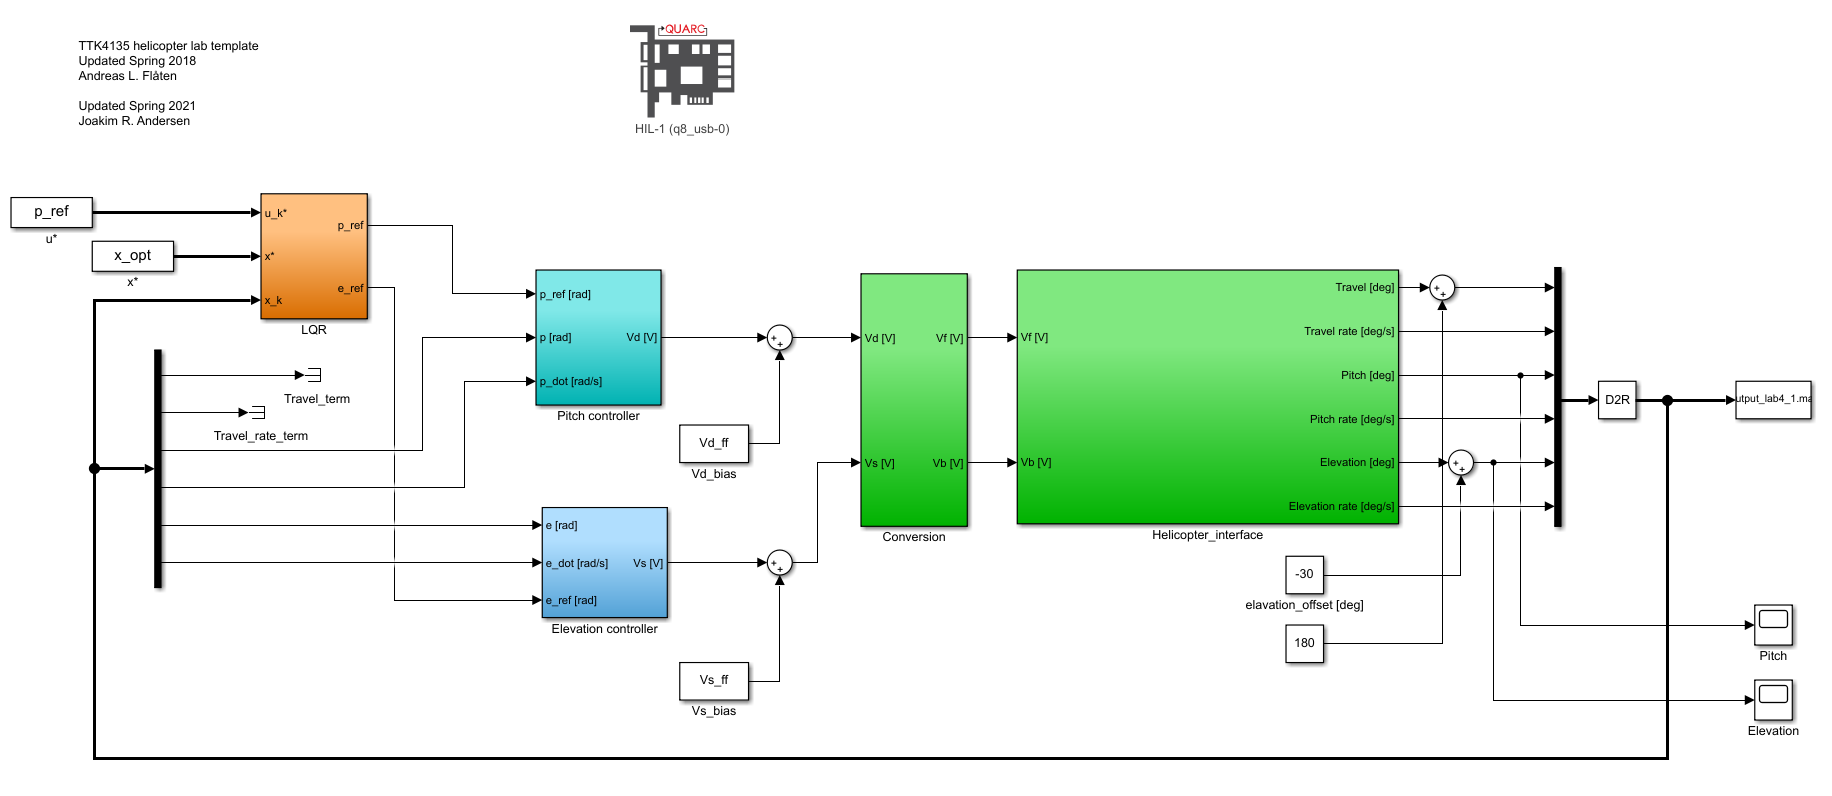 TTK4135 helicopter lab template
Updated Spring 2018
Andreas L. Flåten
Updated Spring 2021
Joakim R. Andersen
QUARC
HIL-1 (q8_usb-0)
p_ref
u*
x_opt
x*
u_k*
x*
x_k
p_ref
e_ref
LQR
Travel_term
Travel_rate_term
p_ref [rad]
p [rad]
p_dot [rad/s]
Vd [V]
Pitch controller
Vd_ff
Vd_bias
e [rad]
e_dot [rad/s]
e_ref [rad]
Vs [V]
Elevation controller
Vs_ff
Vs_bias
Vd [V]
Vs [V]
Vf [V]
Vb [V]
Conversion
Vf [V]
Vb [V]
Travel [deg]
Travel rate [deg/s]
Pitch [deg]
Pitch rate [deg/s]
Elevation [deg]
Elevation rate [deg/s]
Helicopter_interface
-30
elavation_offset [deg]
180
D2R
utput_lab4_1.ma
Pitch
Elevation